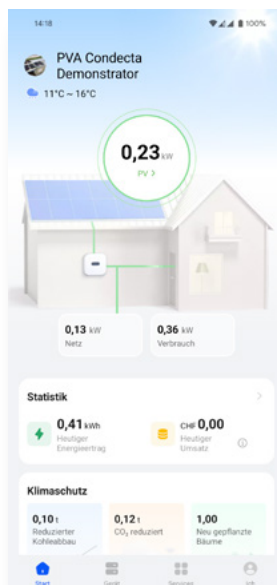 14:18
100%
PVA Condecta
Demonstrator
11°C ~ 16°C
0,23 kW
PV >
0,13 kW
Netz
0,36 kW
Verbrauch
Statistik
0,41 kWh
Heutiger
Energieertrag
CHF 0,00
Heutiger
Umsatz
Klimaschutz
0,10 t
Reduzierter
Kohleabbau
0,12 t
CO₂ reduziert
1,00
Neu gepflanzte
Bäume
Start
Gerät
Services
Ich